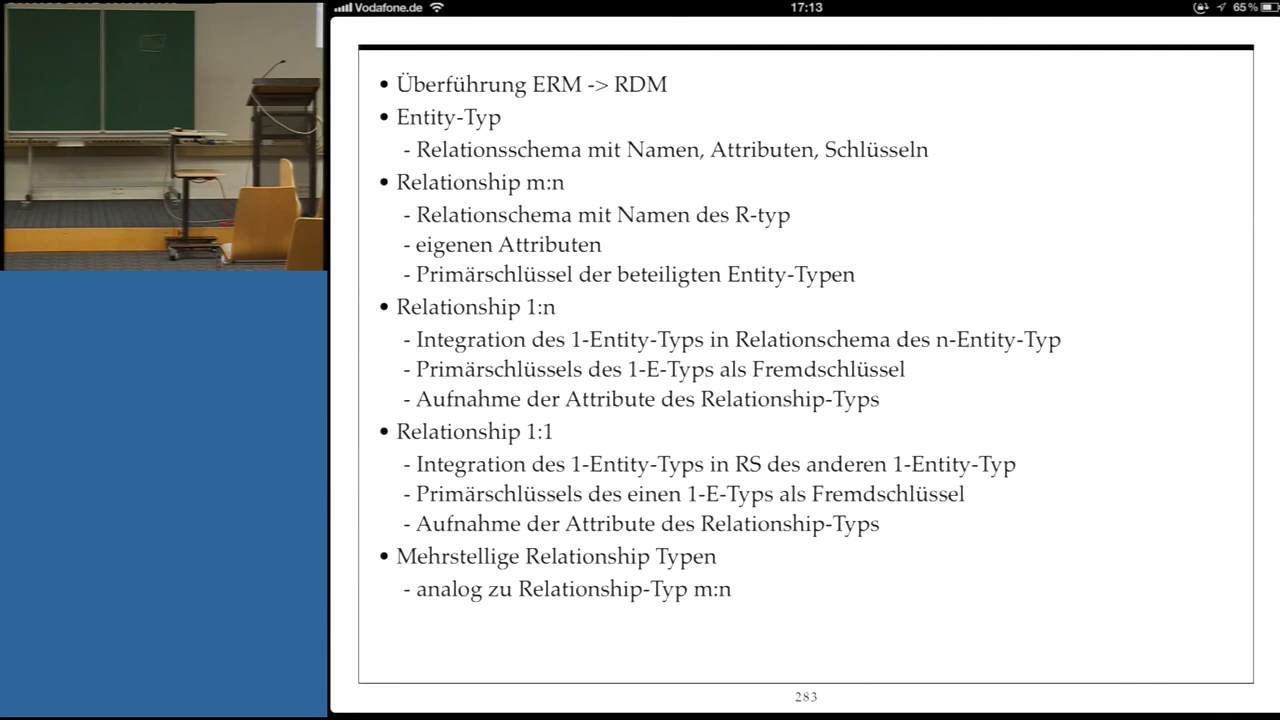 Vodafone.de
17:13
65%
• Überführung ERM -> RDM
• Entity-Typ
- Relationsschema mit Namen, Attributen, Schlüsseln
• Relationship m:n
- Relationschema mit Namen des R-typ
- eigenen Attributen
- Primärschlüssel der beteiligten Entity-Typen
• Relationship 1:n
- Integration des 1-Entity-Typs in Relationschema des n-Entity-Typ
- Primärschlüssels des 1-E-Typs als Fremdschlüssel
- Aufnahme der Attribute des Relationship-Typs
• Relationship 1:1
- Integration des 1-Entity-Typs in RS des anderen 1-Entity-Typ
- Primärschlüssels des einen 1-E-Typs als Fremdschlüssel
- Aufnahme der Attribute des Relationship-Typs
• Mehrstellige Relationship Typen
- analog zu Relationship-Typ m:n
283